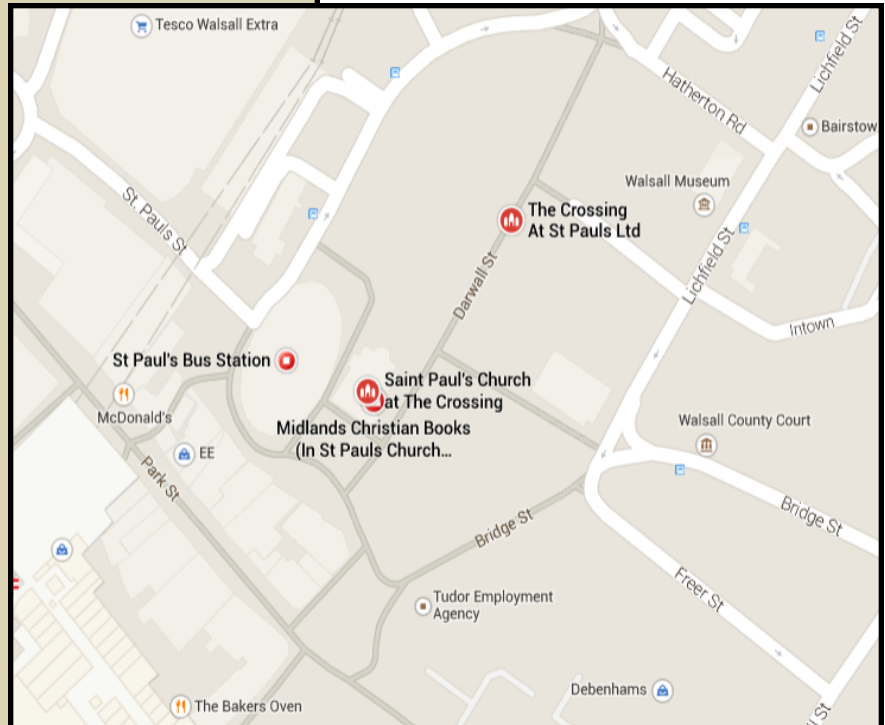 Tesco Walsall Extra
Lichfield St
Hatherton Rd
Bairstow
Walsall Museum
St. Pauls St
The Crossing
At St Pauls Ltd
Lichfield St
Darwall St
Intown
St Paul's Bus Station
Saint Paul's Church
at The Crossing
McDonald's
Midlands Christian Books
(In St Pauls Church...
Walsall County Court
EE
Park St
Bridge St
Bridge St
Freer St
Tudor Employment
Agency
Debenhams
The Bakers Oven